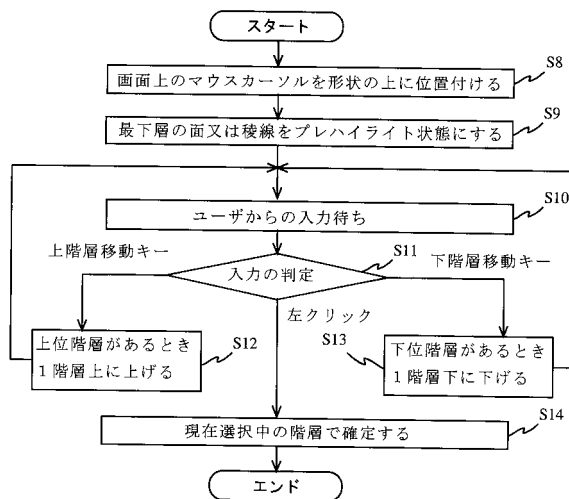 スタート
S8
画面上のマウスカーソルを形状の上に位置付ける
S9
最下層の面又は稜線をプレハイライト状態にする
S10
ユーザからの入力待ち
上階層移動キー
S11
下階層移動キー
入力の判定
左クリック
S12
上位階層があるとき
1階層上に上げる
S13
下位階層があるとき
1階層下に下げる
S14
現在選択中の階層で確定する
エンド